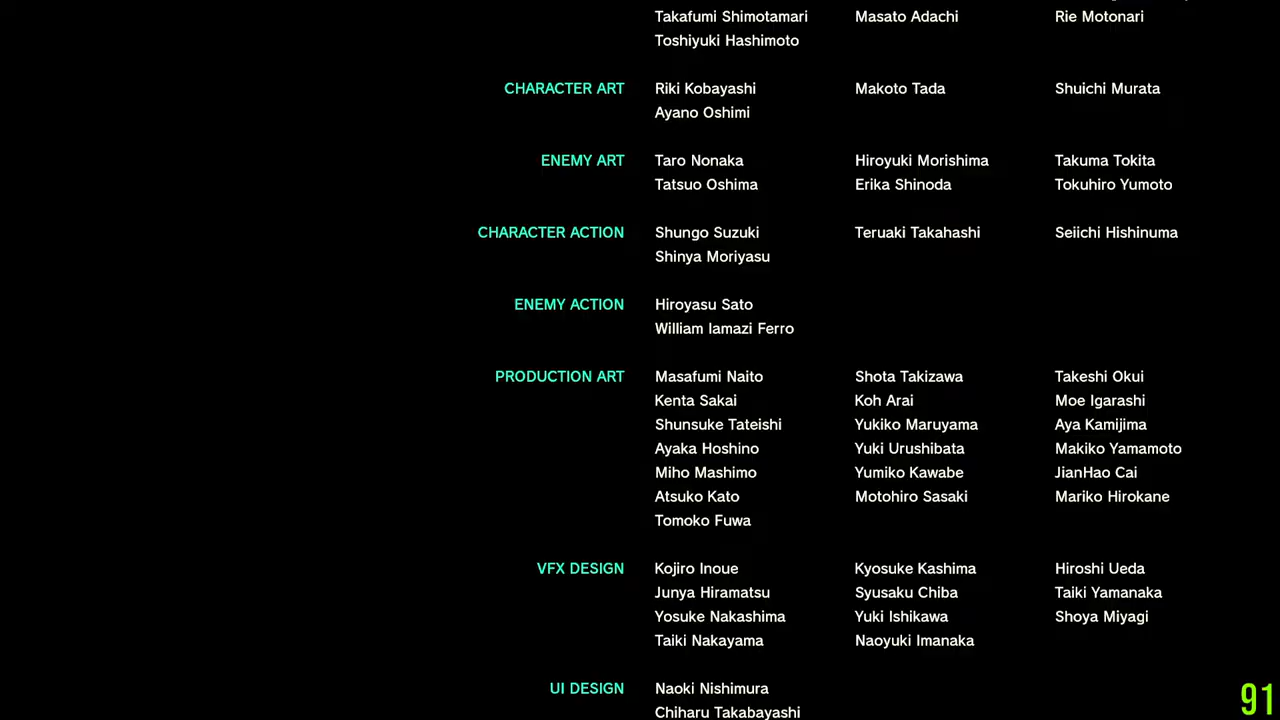 Takafumi Shimotamari Masato Adachi Rie Motonari
Toshiyuki Hashimoto
CHARACTER ART Riki Kobayashi Makoto Tada Shuichi Murata
Ayano Oshimi
ENEMY ART Taro Nonaka Hiroyuki Morishima Takuma Tokita
Tatsuo Oshima Erika Shinoda Tokuhiro Yumoto
CHARACTER ACTION Shungo Suzuki Teruaki Takahashi Seiichi Hishinuma
Shinya Moriyasu
ENEMY ACTION Hiroyasu Sato
William Iamazi Ferro
PRODUCTION ART Masafumi Naito Shota Takizawa Takeshi Okui
Kenta Sakai Koh Arai Moe Igarashi
Shunsuke Tateishi Yukiko Maruyama Aya Kamijima
Ayaka Hoshino Yuki Urushibata Makiko Yamamoto
Miho Mashimo Yumiko Kawabe JianHao Cai
Atsuko Kato Motohiro Sasaki Mariko Hirokane
Tomoko Fuwa
VFX DESIGN Kojiro Inoue Kyosuke Kashima Hiroshi Ueda
Junya Hiramatsu Syusaku Chiba Taiki Yamanaka
Yosuke Nakashima Yuki Ishikawa Shoya Miyagi
Taiki Nakayama Naoyuki Imanaka
UI DESIGN Naoki Nishimura
Chiharu Takabayashi
91